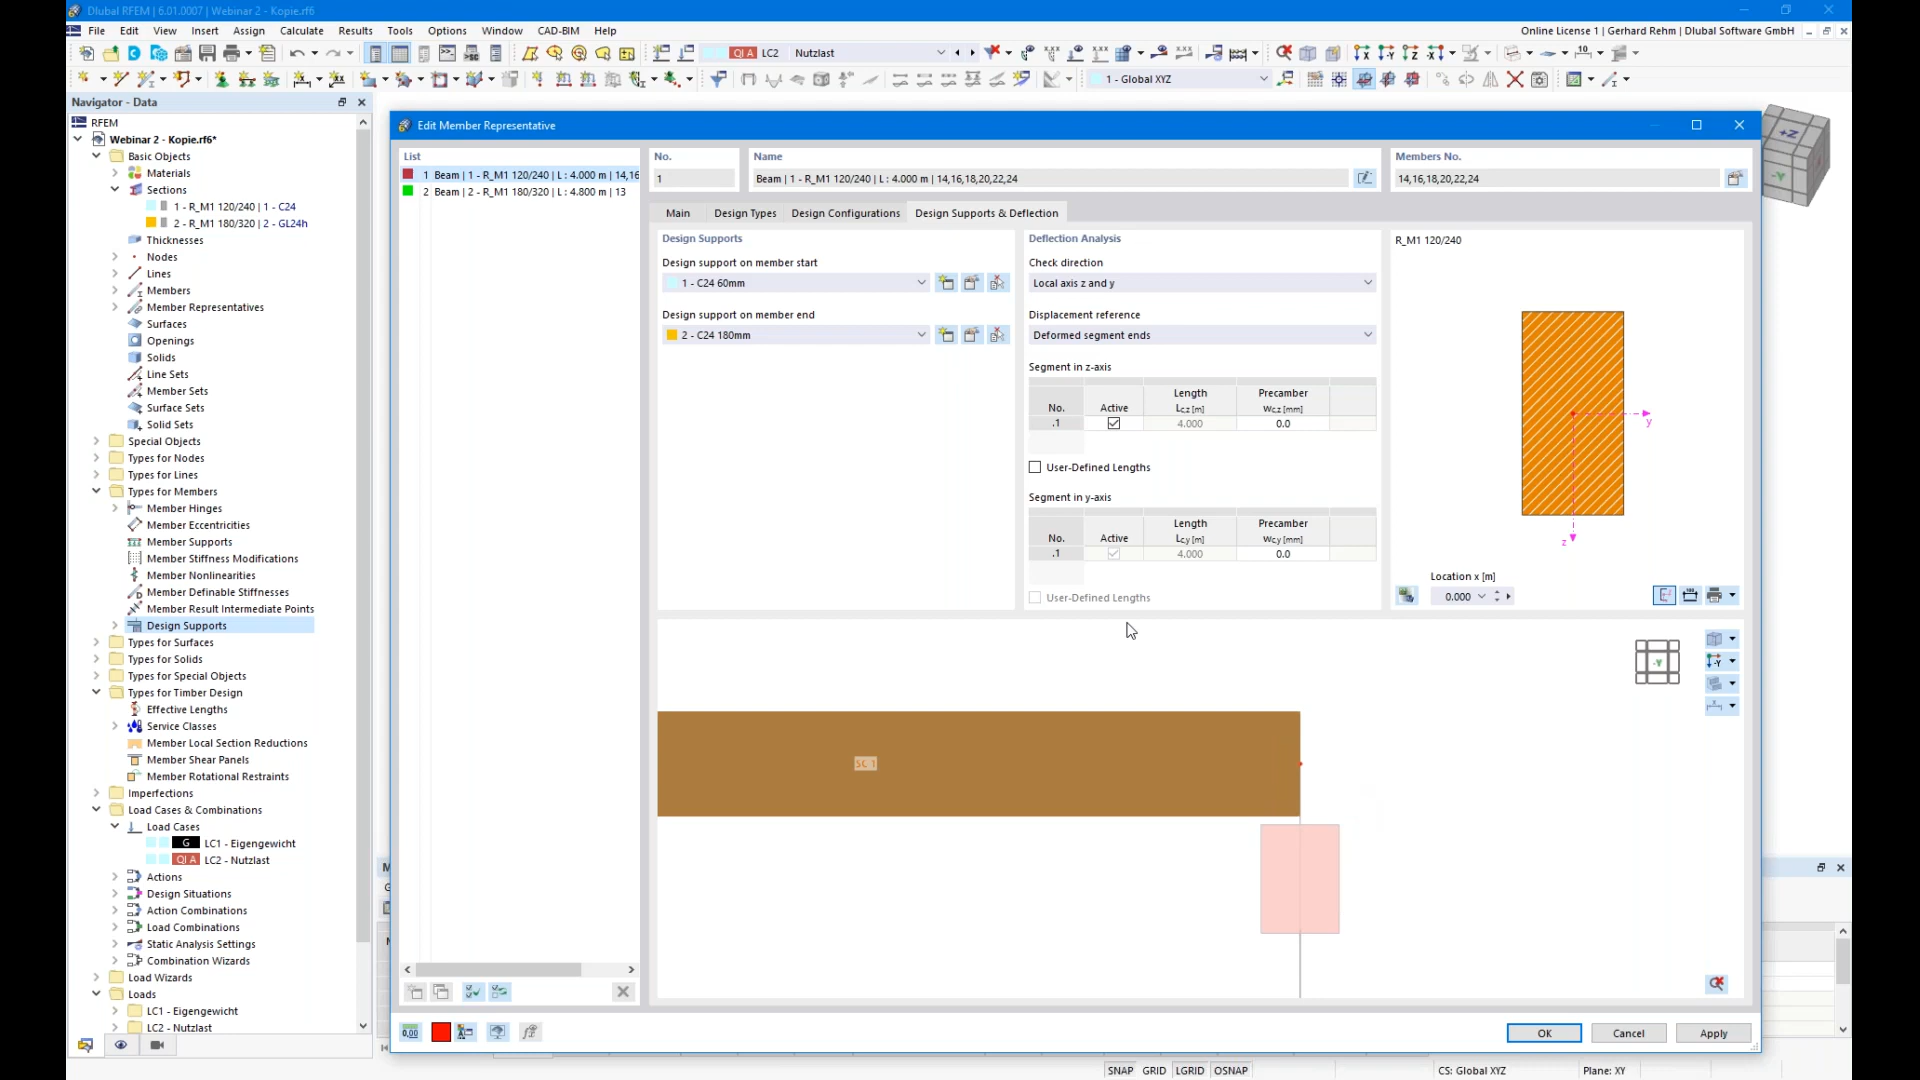 Dlubal RFEM | 6.01.0007 | Webinar 2 - Kopie.rf6
File Edit View Insert Assign Calculate Results Tools Options Window CAD-BIM Help
Online License 1 | Gerhard Rehm | Dlubal Software GmbH
QI A LC2 Nutzlast
1 - Global XYZ
Navigator - Data
RFEM
Webinar 2 - Kopie.rf6*
Basic Objects
Materials
Sections
1 - R_M1 120/240 | 1 - C24
2 - R_M1 180/320 | 2 - GL24h
Thicknesses
Nodes
Lines
Members
Member Representatives
Surfaces
Openings
Solids
Line Sets
Member Sets
Surface Sets
Solid Sets
Special Objects
Types for Nodes
Types for Lines
Types for Members
Member Hinges
Member Eccentricities
Member Supports
Member Stiffness Modifications
Member Nonlinearities
Member Definable Stiffnesses
Member Result Intermediate Points
Design Supports
Types for Surfaces
Types for Solids
Types for Special Objects
Types for Timber Design
Effective Lengths
Service Classes
Member Local Section Reductions
Member Shear Panels
Member Rotational Restraints
Imperfections
Load Cases & Combinations
Load Cases
G LC1 - Eigengewicht
QI A LC2 - Nutzlast
Actions
Design Situations
Action Combinations
Load Combinations
Static Analysis Settings
Combination Wizards
Load Wizards
Loads
LC1 - Eigengewicht
LC2 - Nutzlast
Edit Member Representative
List
1 Beam | 1 - R_M1 120/240 | L : 4.000 m | 14,16
2 Beam | 2 - R_M1 180/320 | L : 4.800 m | 13
No.
1
Name
Beam | 1 - R_M1 120/240 | L : 4.000 m | 14,16,18,20,22,24
Members No.
14,16,18,20,22,24
Main Design Types Design Configurations Design Supports & Deflection
Design Supports
Design support on member start
1 - C24 60mm
Design support on member end
2 - C24 180mm
Deflection Analysis
Check direction
Local axis z and y
Displacement reference
Deformed segment ends
Segment in z-axis
Length Precamber
No. Active Lc,z [m] Wc,z [mm]
.1 4.000 0.0
User-Defined Lengths
Segment in y-axis
Length Precamber
No. Active Lc,y [m] Wc,y [mm]
.1 4.000 0.0
User-Defined Lengths
R_M1 120/240
y
z
Location x [m]
0.000
SC 1
-Y
OK Cancel Apply
SNAP GRID LGRID OSNAP CS: Global XYZ Plane: XY